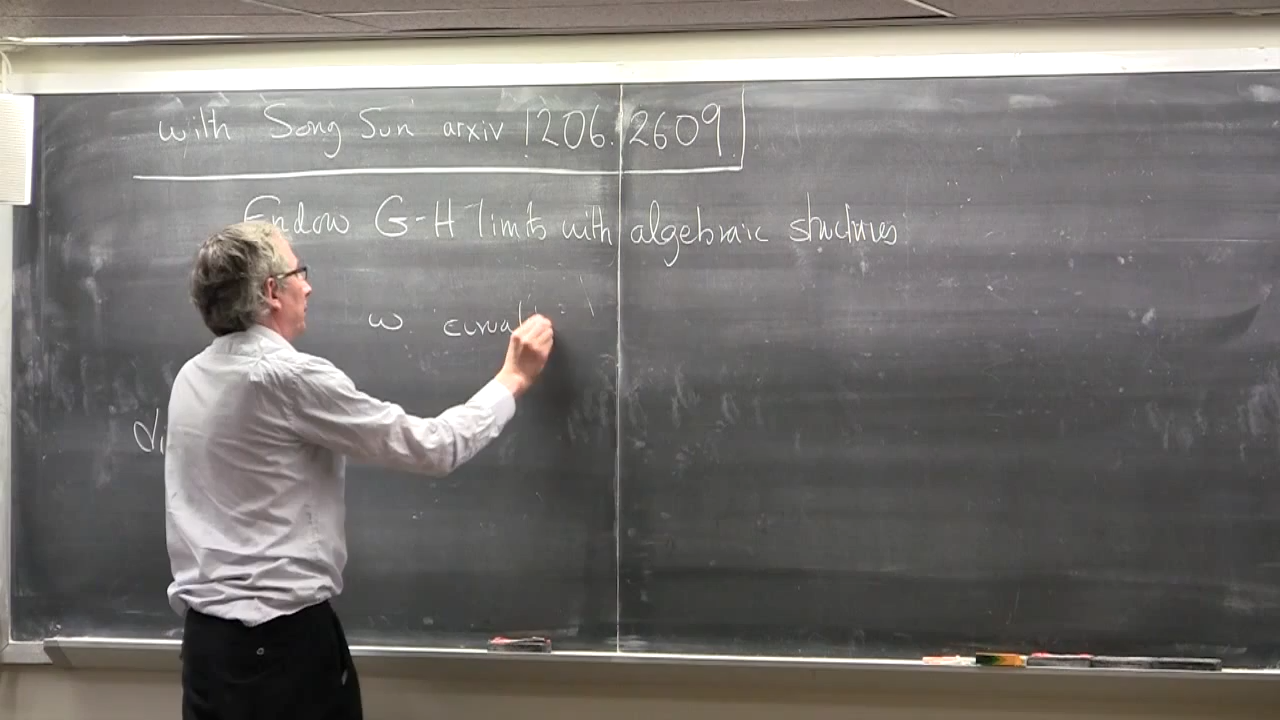 with Song Sun arxiv 1206.2609
Endow G-H limits with algebraic structures
ω